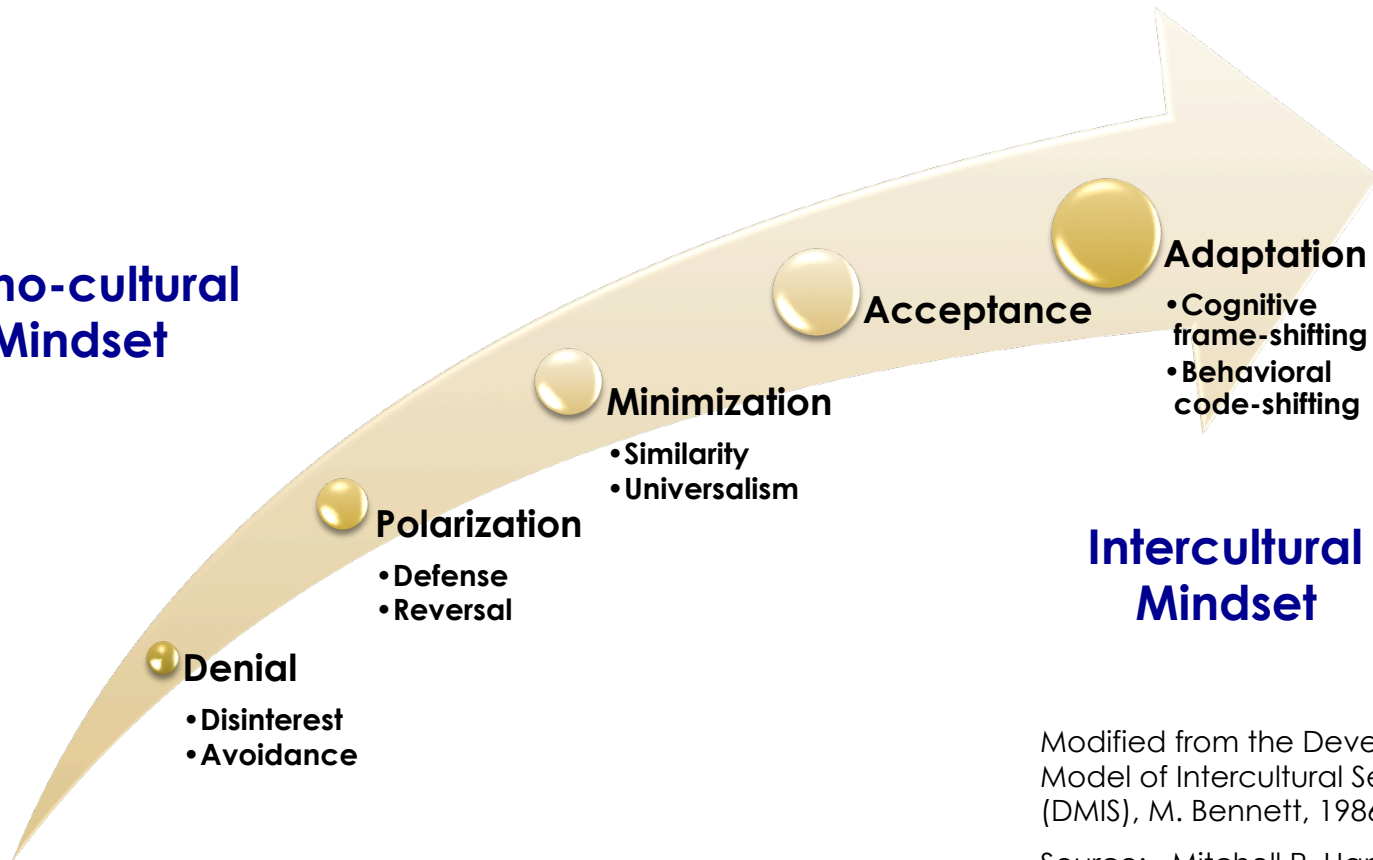 no-cultural
Mindset
Adaptation
•Cognitive
frame-shifting
•Behavioral
code-shifting
Acceptance
Minimization
•Similarity
•Universalism
Polarization
•Defense
•Reversal
Denial
•Disinterest
•Avoidance
Intercultural
Mindset
Modified from the Deve
Model of Intercultural Se
(DMIS), M. Bennett, 1986